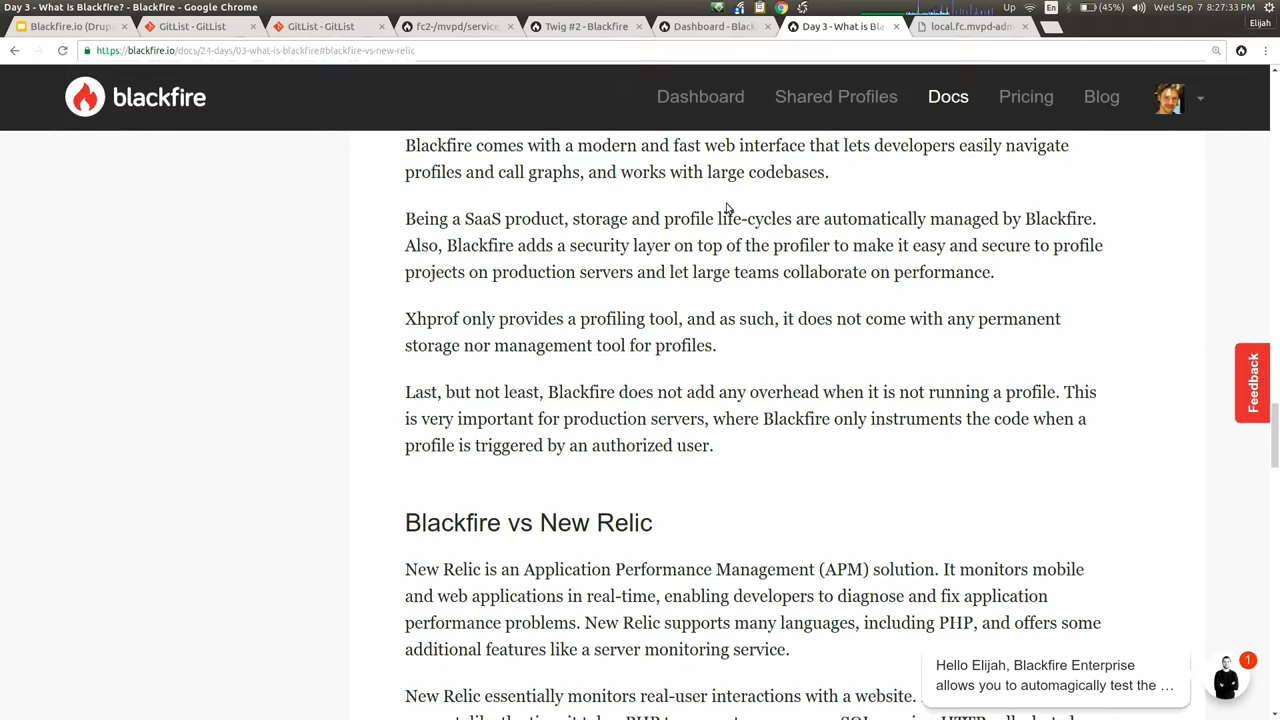 Day 3 - What Is Blackfire? - Blackfire - Google Chrome
Up
En
(45%)
Wed Sep 7 8:27:33 PM
Elijah
Blackfire.io (Drup
GitList - GitList
GitList - GitList
fc2-/mvpd/service
Twig #2 - Blackfire
Dashboard - Black
Day 3 - What is Bla
local.fc.mvpd-adm
https://blackfire.io/docs/24-days/03-what-is-blackfire#blackfire-vs-new-relic
blackfire
Dashboard
Shared Profiles
Docs
Pricing
Blog
Blackfire comes with a modern and fast web interface that lets developers easily navigate
profiles and call graphs, and works with large codebases.
Being a SaaS product, storage and profile life-cycles are automatically managed by Blackfire.
Also, Blackfire adds a security layer on top of the profiler to make it easy and secure to profile
projects on production servers and let large teams collaborate on performance.
Xhprof only provides a profiling tool, and as such, it does not come with any permanent
storage nor management tool for profiles.
Last, but not least, Blackfire does not add any overhead when it is not running a profile. This
is very important for production servers, where Blackfire only instruments the code when a
profile is triggered by an authorized user.
Feedback
Blackfire vs New Relic
New Relic is an Application Performance Management (APM) solution. It monitors mobile
and web applications in real-time, enabling developers to diagnose and fix application
performance problems. New Relic supports many languages, including PHP, and offers some
additional features like a server monitoring service.
New Relic essentially monitors real-user interactions with a website.
Hello Elijah, Blackfire Enterprise
allows you to automagically test the …
1